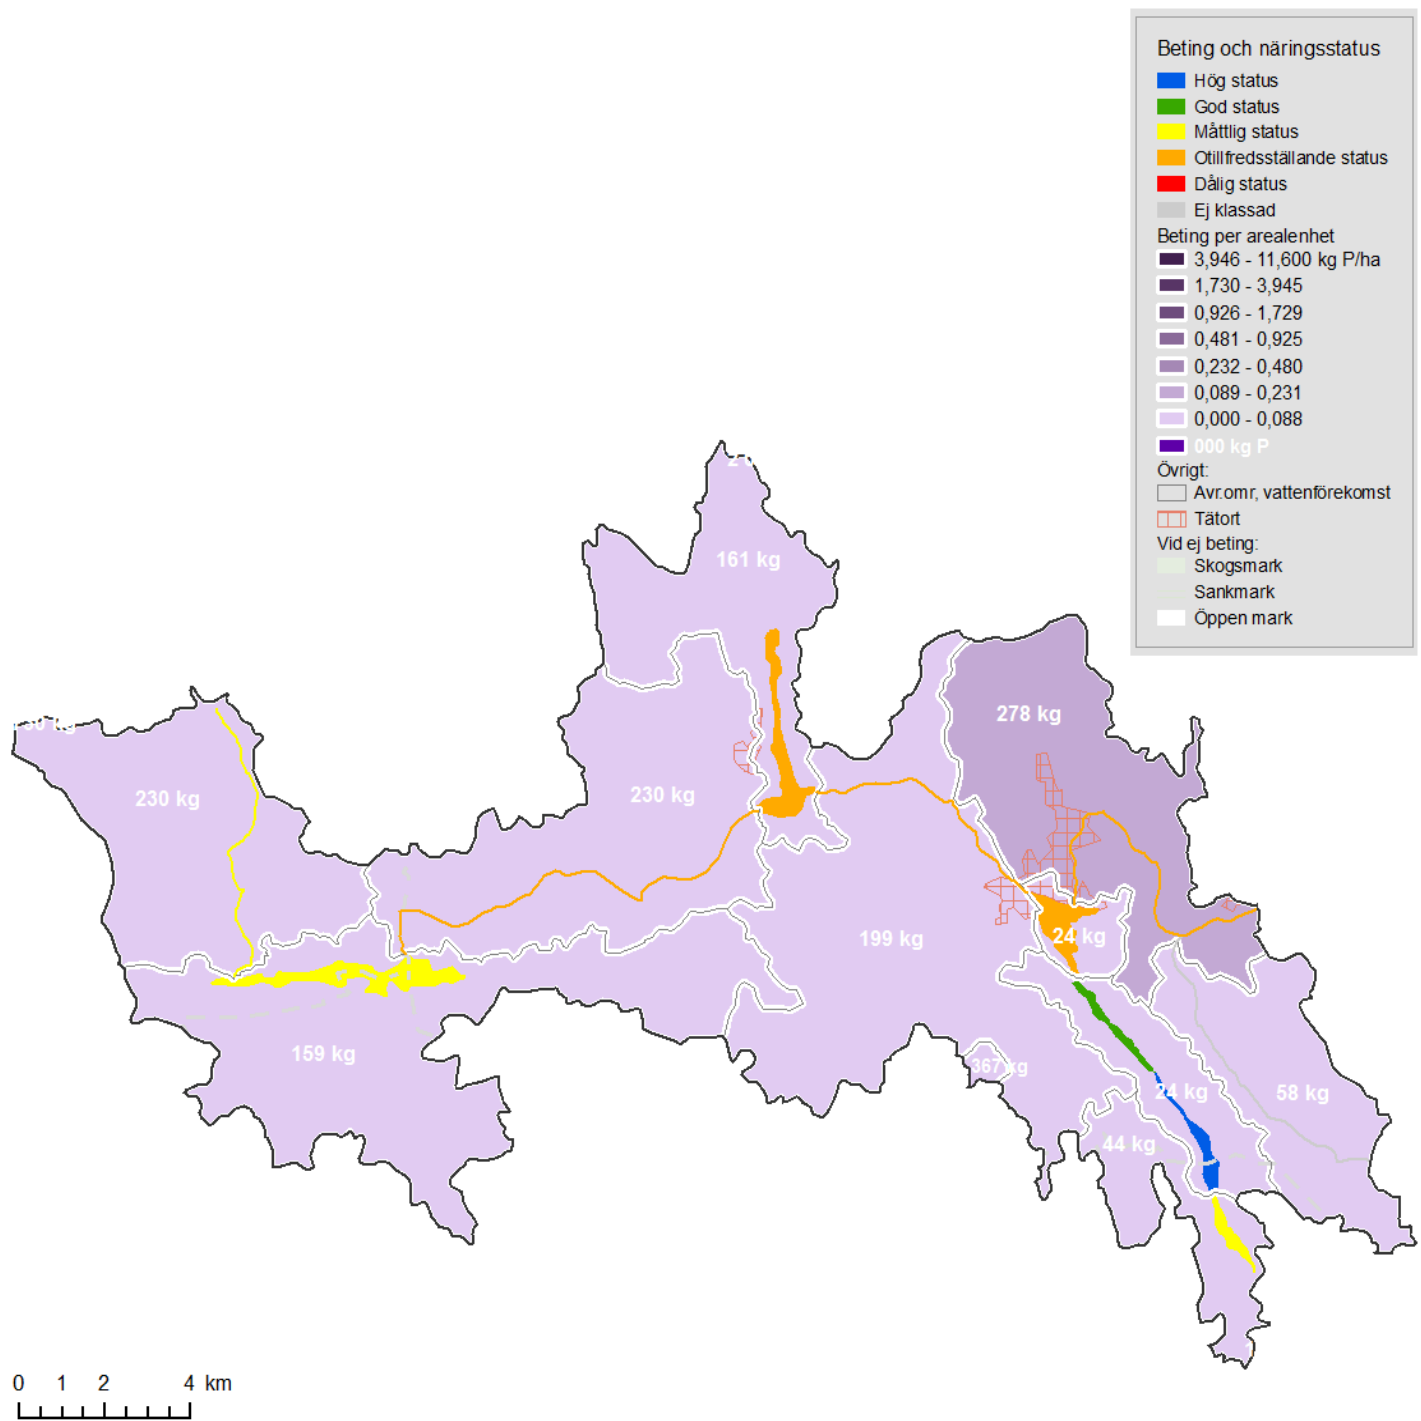 Beting och näringsstatus
Hög status
God status
Måttlig status
Otillfredsställande status
Dålig status
Ej klassad
Beting per arealenhet
3,946 - 11,600 kg P/ha
1,730 - 3,945
0,926 - 1,729
0,481 - 0,925
0,232 - 0,480
0,089 - 0,231
0,000 - 0,088
000 kg P
Övrigt:
Avr.omr, vattenförekomst
Tätort
Vid ej beting:
Skogsmark
Sankmark
Öppen mark
161 kg
278 kg
230 kg
230 kg
199 kg
24 kg
159 kg
367 kg
24 kg
58 kg
44 kg
0 1 2 4 km